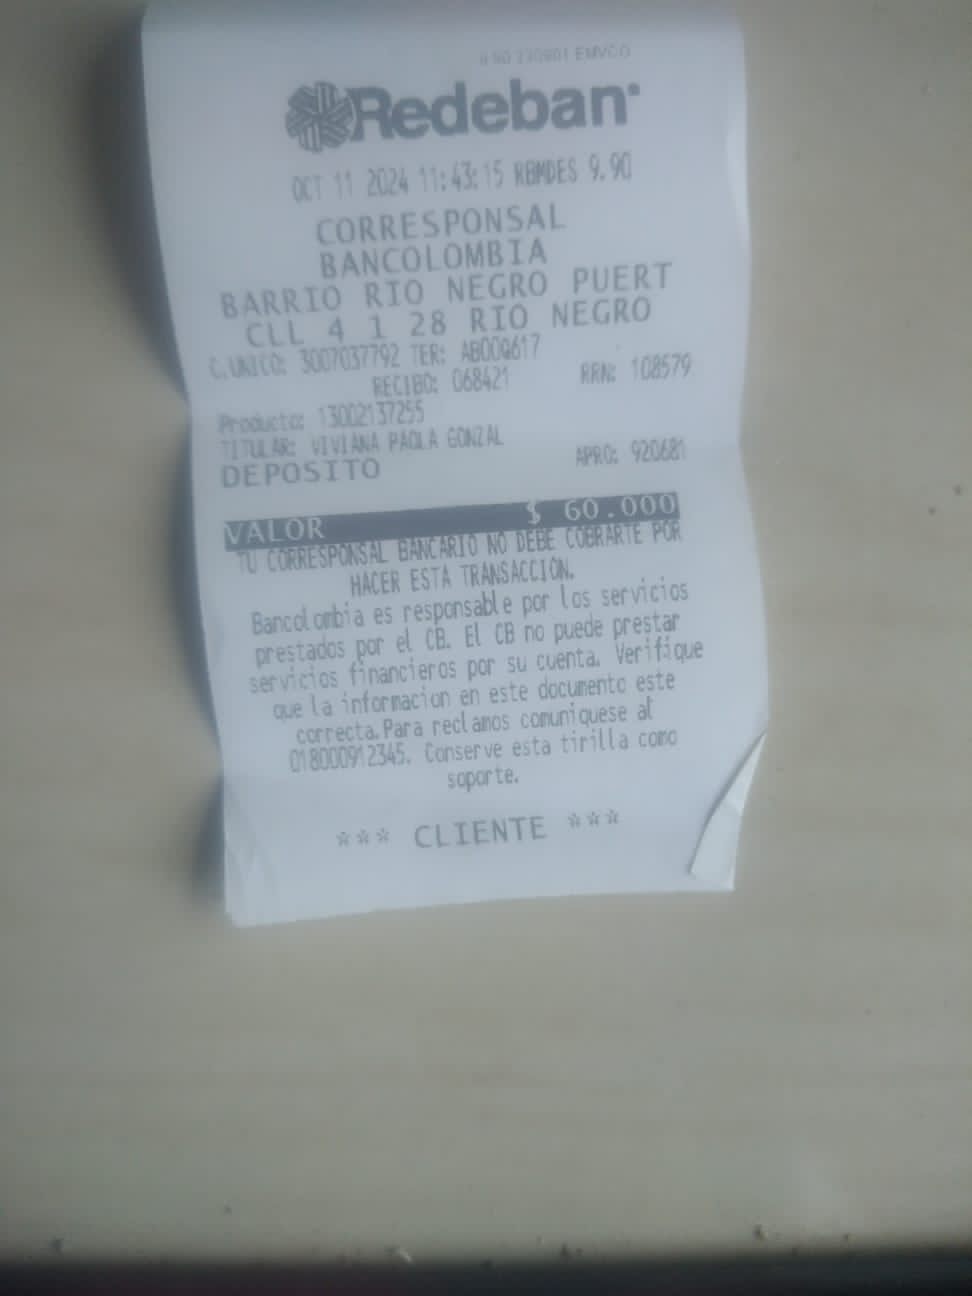 Redeban
OCT 11 2024 11:43:15 RBMDES 9.90
CORRESPONSAL
BANCOLOMBIA
BARRIO RIO NEGRO PUERT
CLL 4 1 28 RIO NEGRO
C.UNICO: 3007037792 TER: AB00Q617
RECIBO: 068421 RRN: 108579
Producto: 13002137255
TITULAR: VIVIANA PAOLA GONZAL
DEPOSITO APRO: 920681
VALOR $ 60.000
TU CORRESPONSAL BANCARIO NO DEBE COBRARTE POR
HACER ESTA TRANSACCIÓN.
Bancolombia es responsable por los servicios
prestados por el CB. El CB no puede prestar
servicios financieros por su cuenta. Verifique
que la informacion en este documento este
correcta.Para reclamos comuniquese al
018000912345. Conserve esta tirilla como
soporte.
*** CLIENTE ***